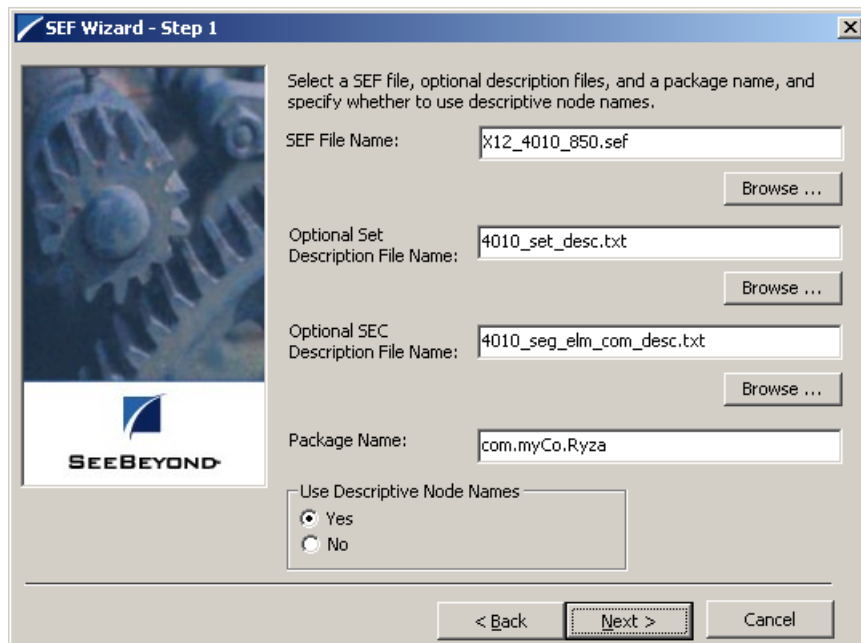 SEF Wizard - Step 1
Select a SEF file, optional description files, and a package name, and
specify whether to use descriptive node names.
SEF File Name:
X12_4010_850.sef
Browse ...
Optional Set
Description File Name:
4010_set_desc.txt
Browse ...
Optional SEC
Description File Name:
4010_seg_elm_com_desc.txt
Browse ...
SEEBEYOND
Package Name:
com.myCo.Ryza
Use Descriptive Node Names
Yes
No
< Back
Next >
Cancel